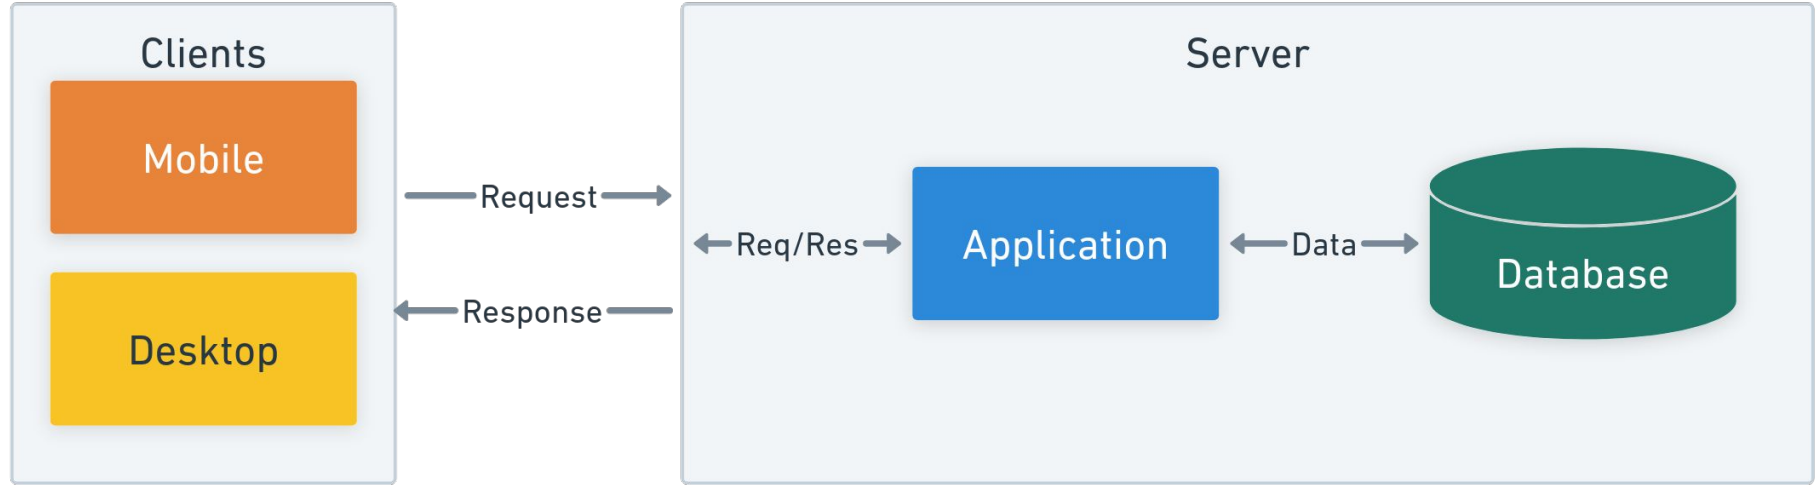 Clients
Mobile
Desktop
Request
Response
Server
Req/Res
Application
Data
Database